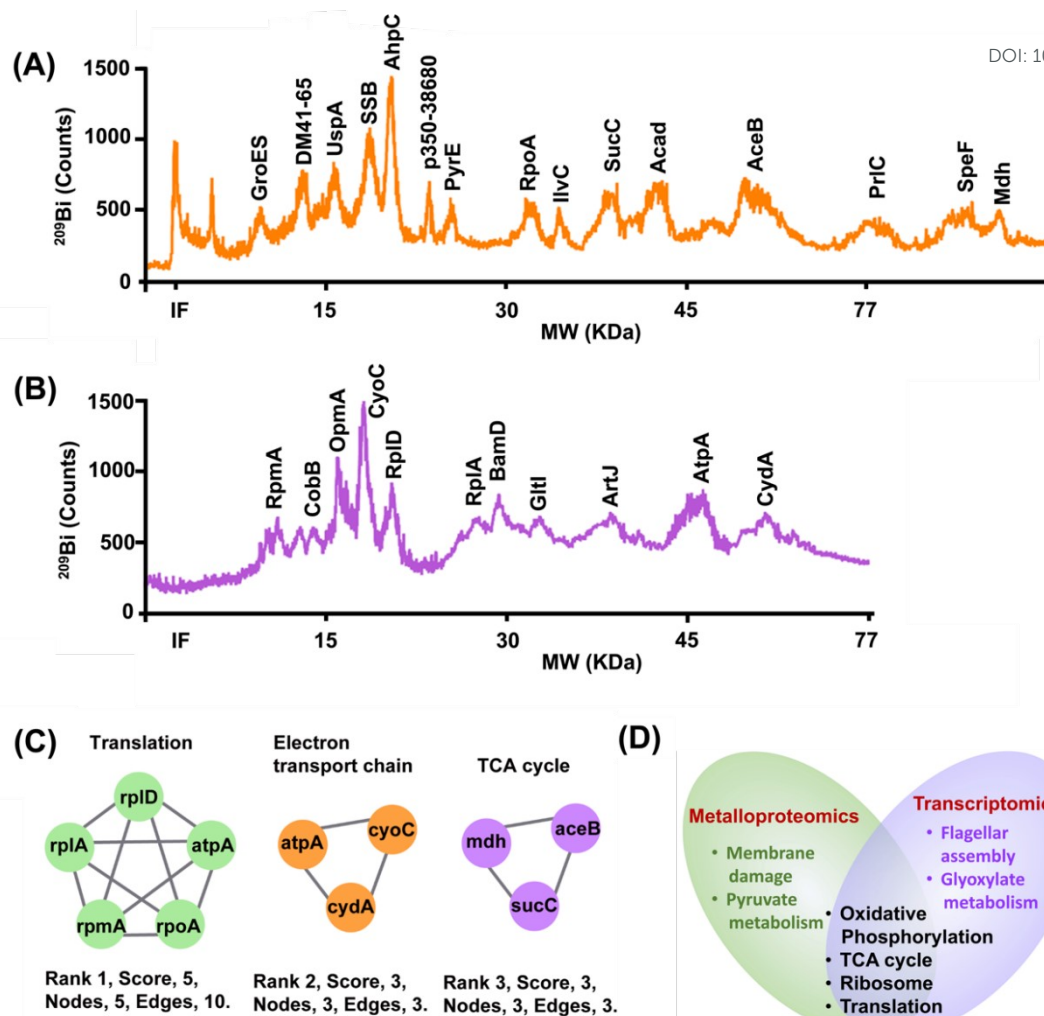 DOI: 10
(A)
1500
1000
500
0
²⁰⁹Bi (Counts)
GroES
DM41-65
UspA
SSB
AhpC
p350-38680
PyrE
RpoA
IlvC
SucC
Acad
AceB
PrlC
SpeF
Mdh
IF 15 30 45 77
MW (KDa)
(B)
1500
1000
500
0
²⁰⁹Bi (Counts)
RpmA
CobB
OpmA
CyoC
RplD
RplA
BamD
GltI
ArtJ
AtpA
CydA
IF 15 30 45 77
MW (KDa)
(C)
Translation
rplD
rplA
atpA
rpmA
rpoA
Rank 1, Score, 5,
Nodes, 5, Edges, 10.
Electron
transport chain
atpA
cyoC
cydA
Rank 2, Score, 3,
Nodes, 3, Edges, 3.
TCA cycle
mdh
aceB
sucC
Rank 3, Score, 3,
Nodes, 3, Edges, 3.
(D)
Metalloproteomics
• Membrane
damage
• Pyruvate
metabolism
Transcriptomic
• Flagellar
assembly
• Glyoxylate
metabolism
• Oxidative
Phosphorylation
• TCA cycle
• Ribosome
• Translation